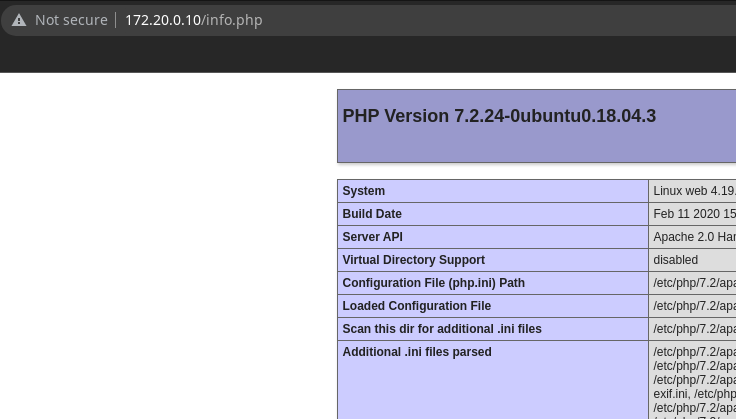 Not secure 172.20.0.10/info.php
PHP Version 7.2.24-0ubuntu0.18.04.3
System Linux web 4.19.
Build Date Feb 11 2020 15
Server API Apache 2.0 Han
Virtual Directory Support disabled
Configuration File (php.ini) Path /etc/php/7.2/apa
Loaded Configuration File /etc/php/7.2/apa
Scan this dir for additional .ini files /etc/php/7.2/apa
Additional .ini files parsed /etc/php/7.2/apa
/etc/php/7.2/apa
/etc/php/7.2/apa
exif.ini, /etc/php
/etc/php/7.2/apa